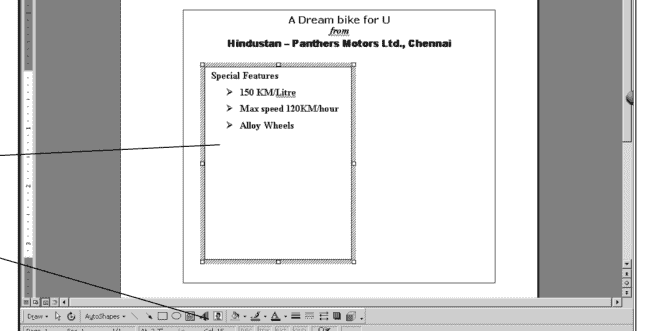 A Dream bike for U
from
Hindustan – Panthers Motors Ltd., Chennai
Special Features
➢ 150 KM/Litre
➢ Max speed 120KM/hour
➢ Alloy Wheels
Draw AutoShapes